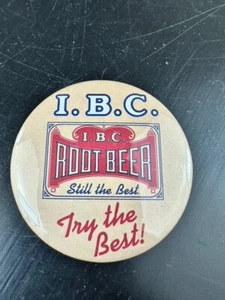 I. B. C.
I. B. C.
ROOT BEER
Still the Best
Try the
Best!